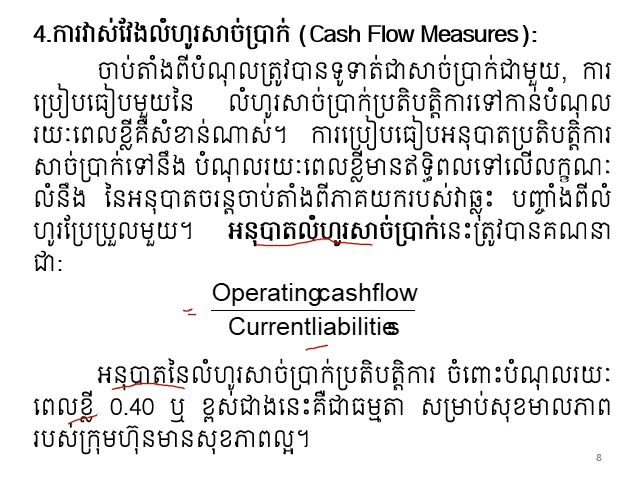 4.ការវាស់វែងលំហូរសាច់ប្រាក់ (Cash Flow Measures):
ចាប់តាំងពីបំណុលត្រូវបានទូទាត់ជាសាច់ប្រាក់ជាមួយ, ការ
ប្រៀបធៀបមួយនៃ លំហូរសាច់ប្រាក់ប្រតិបត្តិការទៅកាន់បំណុល
រយៈពេលខ្លីគឺសំខាន់ណាស់។ ការប្រៀបធៀបអនុបាតប្រតិបត្តិការ
សាច់ប្រាក់ទៅនឹង បំណុលរយៈពេលខ្លីមានឥទ្ធិពលទៅលើលក្ខណៈ
លំនឹង នៃអនុបាតចរន្តចាប់តាំងពីភាគយករបស់វាឆ្លុះ បញ្ចាំងពីលំ
ហូរប្រែប្រួលមួយ។ អនុបាតលំហូរសាច់ប្រាក់នេះត្រូវបានគណនា
ជា:
Operatingcashflow
Currentliabilities
អនុបាតនៃលំហូរសាច់ប្រាក់ប្រតិបត្តិការ ចំពោះបំណុលរយៈ
ពេលខ្លី 0.40 ឬ ខ្ពស់ជាងនេះគឺជាធម្មតា សម្រាប់សុខមាលភាព
របស់ក្រុមហ៊ុនមានសុខភាពល្អ។
8